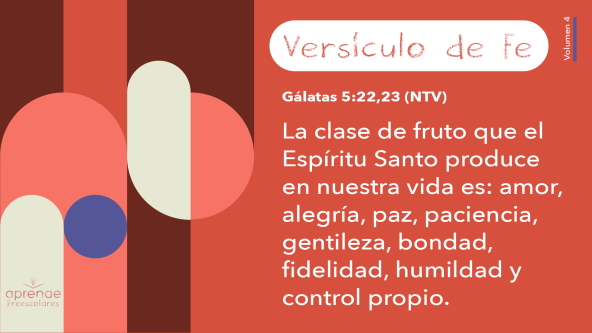 Versículo de Fe
Volumen 4
Gálatas 5:22,23 (NTV)
La clase de fruto que el
Espíritu Santo produce
en nuestra vida es: amor,
alegría, paz, paciencia,
gentileza, bondad,
fidelidad, humildad y
control propio.
aprende
Preescolares